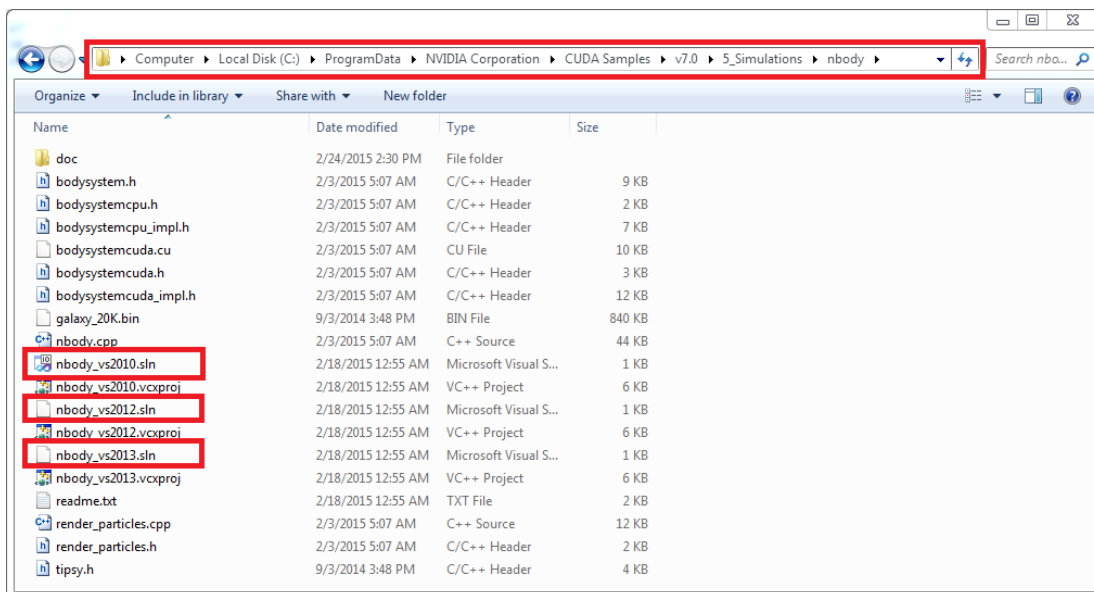 Computer Local Disk (C:) ProgramData NVIDIA Corporation CUDA Samples v7.0 5_Simulations nbody Search nbo...
Organize Include in library Share with New folder
Name Date modified Type Size
doc 2/24/2015 2:30 PM File folder
bodysystem.h 2/3/2015 5:07 AM C/C++ Header 9 KB
bodysystemcpu.h 2/3/2015 5:07 AM C/C++ Header 2 KB
bodysystemcpu_impl.h 2/3/2015 5:07 AM C/C++ Header 7 KB
bodysystemcuda.cu 2/3/2015 5:07 AM CU File 10 KB
bodysystemcuda.h 2/3/2015 5:07 AM C/C++ Header 3 KB
bodysystemcuda_impl.h 2/3/2015 5:07 AM C/C++ Header 12 KB
galaxy_20K.bin 9/3/2014 3:48 PM BIN File 840 KB
nbody.cpp 2/3/2015 5:07 AM C++ Source 44 KB
nbody_vs2010.sln 2/18/2015 12:55 AM Microsoft Visual S... 1 KB
nbody_vs2010.vcxproj 2/18/2015 12:55 AM VC++ Project 6 KB
nbody_vs2012.sln 2/18/2015 12:55 AM Microsoft Visual S... 1 KB
nbody_vs2012.vcxproj 2/18/2015 12:55 AM VC++ Project 6 KB
nbody_vs2013.sln 2/18/2015 12:55 AM Microsoft Visual S... 1 KB
nbody_vs2013.vcxproj 2/18/2015 12:55 AM VC++ Project 6 KB
readme.txt 2/18/2015 12:55 AM TXT File 2 KB
render_particles.cpp 2/3/2015 5:07 AM C++ Source 12 KB
render_particles.h 2/3/2015 5:07 AM C/C++ Header 2 KB
tipsy.h 9/3/2014 3:48 PM C/C++ Header 4 KB